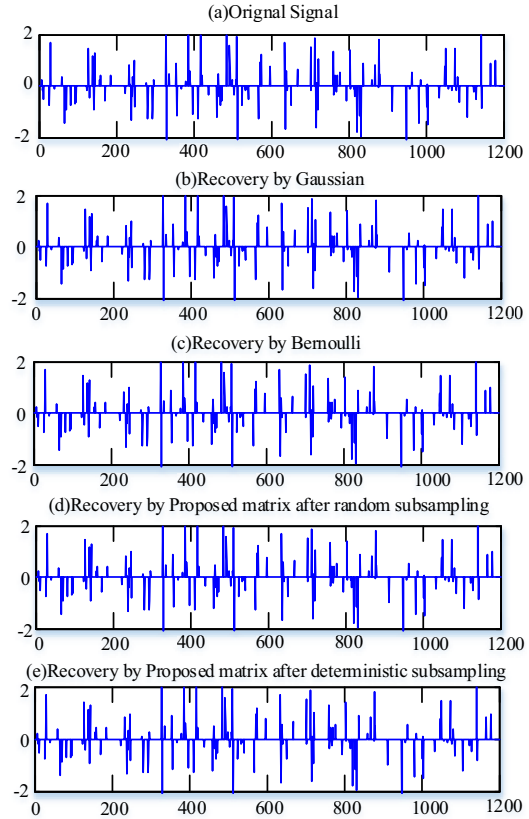 (a)Orignal Signal
2
0
-2
0 200 400 600 800 1000 1200
(b)Recovery by Gaussian
2
0
-2
0 200 400 600 800 1000 1200
(c)Recovery by Bernoulli
2
0
-2
0 200 400 600 800 1000 1200
(d)Recovery by Proposed matrix after random subsampling
2
0
-2
0 200 400 600 800 1000 1200
(e)Recovery by Proposed matrix after deterministic subsampling
2
0
-2
0 200 400 600 800 1000 1200